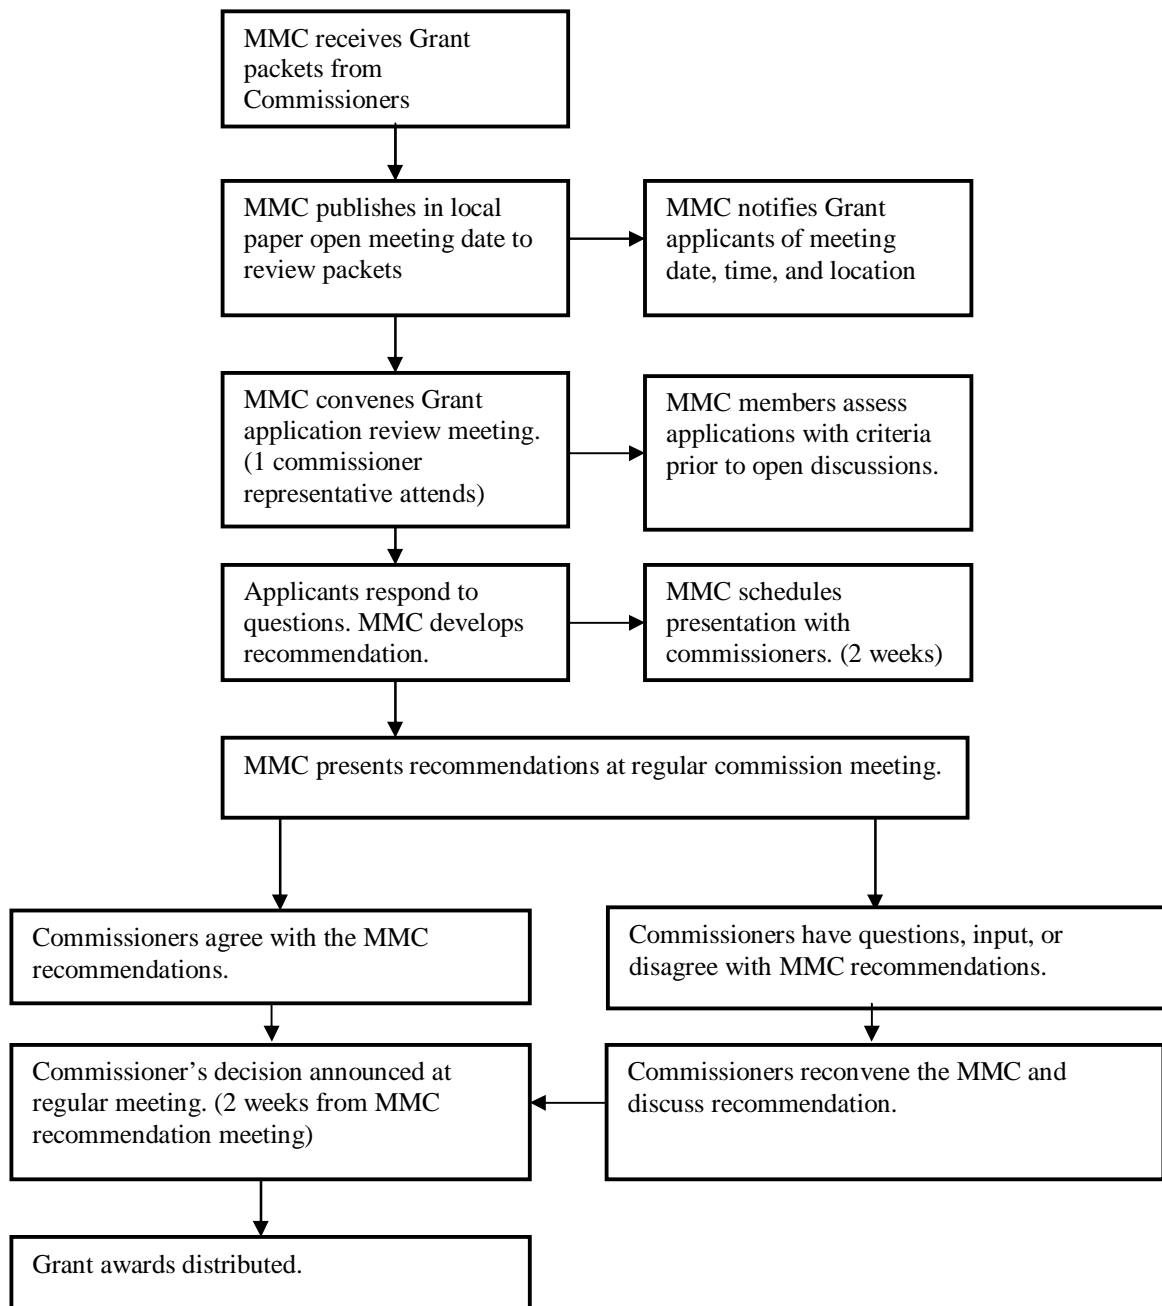 MMC receives Grant
packets from
Commissioners
MMC publishes in local
paper open meeting date to
review packets
MMC notifies Grant
applicants of meeting
date, time, and location
MMC convenes Grant
application review meeting.
(1 commissioner
representative attends)
MMC members assess
applications with criteria
prior to open discussions.
Applicants respond to
questions. MMC develops
recommendation.
MMC schedules
presentation with
commissioners. (2 weeks)
MMC presents recommendations at regular commission meeting.
Commissioners agree with the MMC
recommendations.
Commissioners have questions, input, or
disagree with MMC recommendations.
Commissioner’s decision announced at
regular meeting. (2 weeks from MMC
recommendation meeting)
Commissioners reconvene the MMC and
discuss recommendation.
Grant awards distributed.